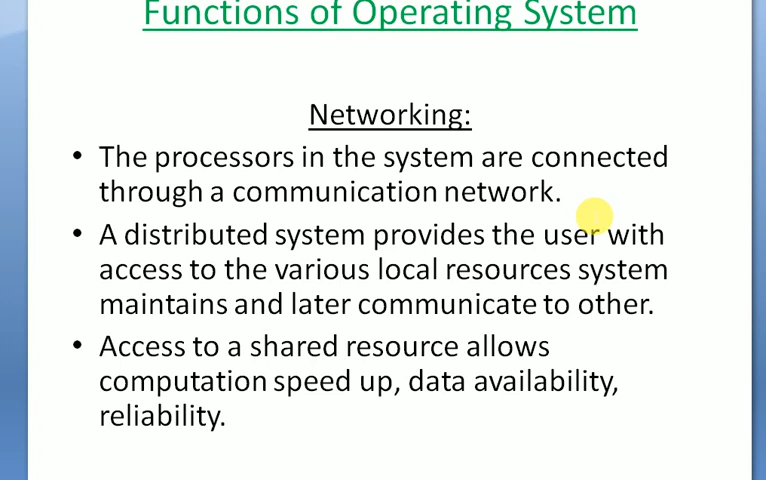 Functions of Operating System
Networking:
• The processors in the system are connected
through a communication network.
• A distributed system provides the user with
access to the various local resources system
maintains and later communicate to other.
• Access to a shared resource allows
computation speed up, data availability,
reliability.